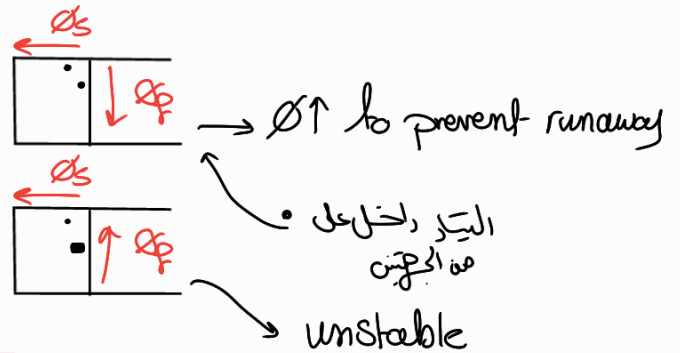 Øs
Øf
Ø↑ to prevent runaway
Øs
Øf
• التيار داخل على
من الجهتين
unstable